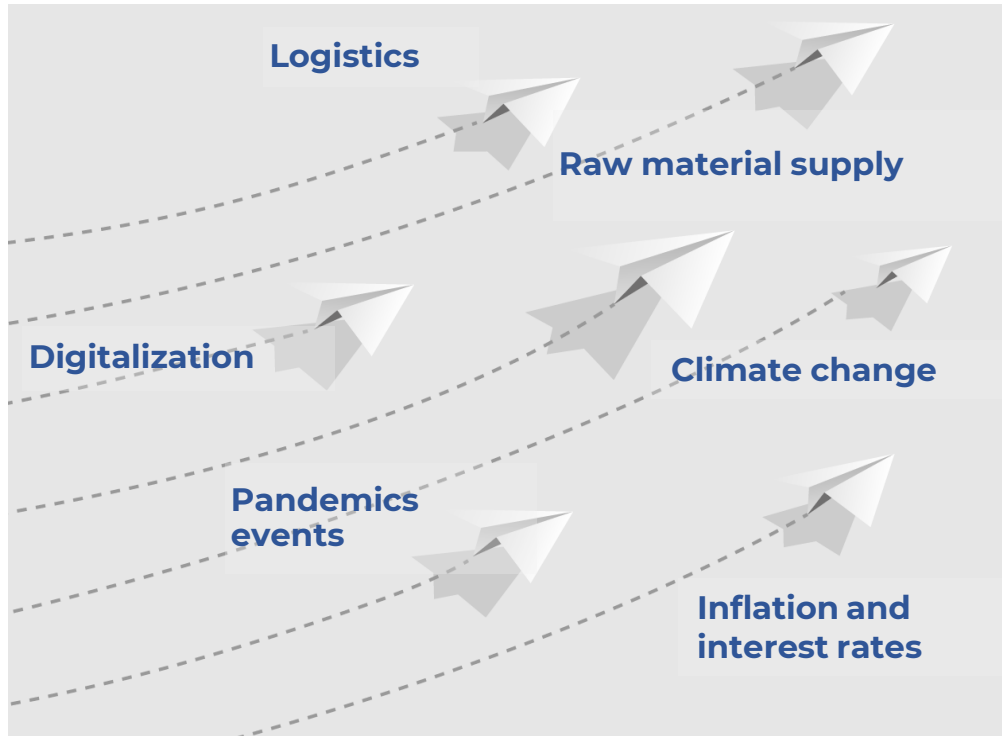 Logistics
Raw material supply
Digitalization
Climate change
Pandemics
events
Inflation and
interest rates